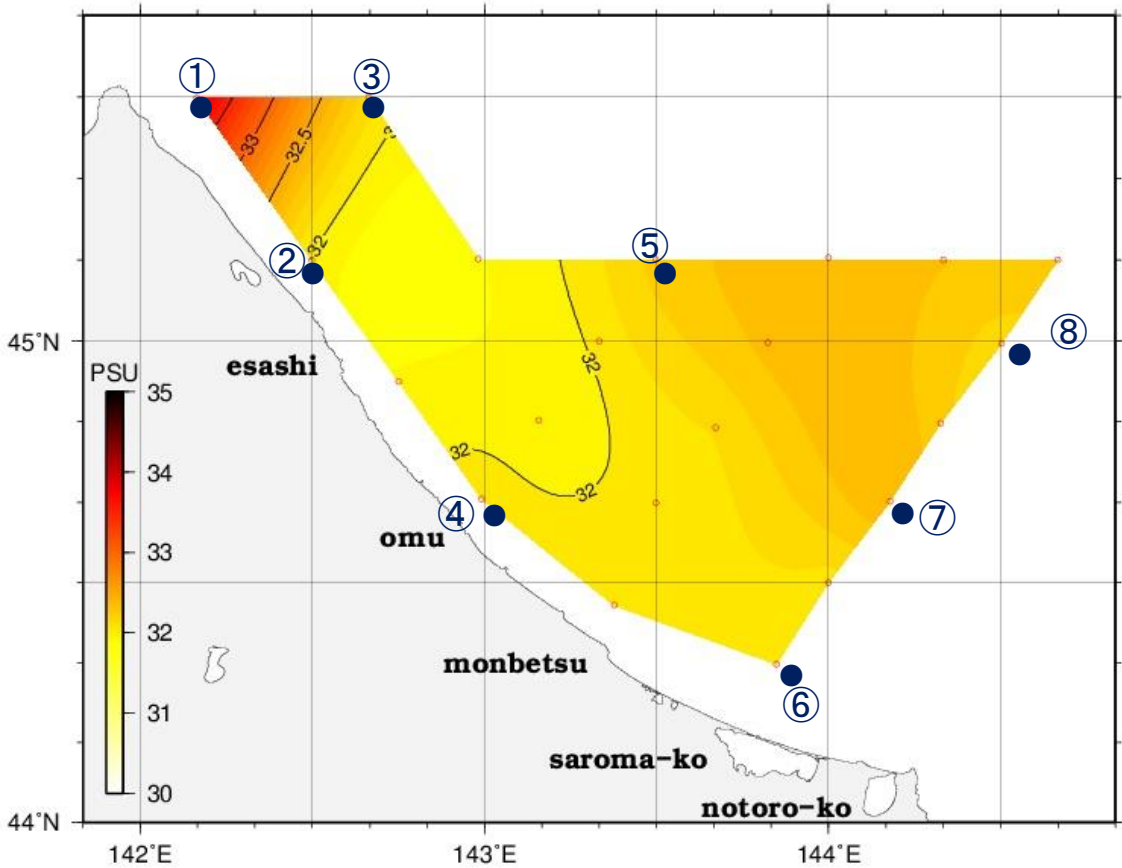 ① ③
33
32.5
3
32
②
⑤
⑧
45°N
32
esashi
PSU
35
34
33
32
31
30
32
32
④
⑦
omu
monbetsu
⑥
saroma-ko
notoro-ko
44°N
142°E 143°E 144°E